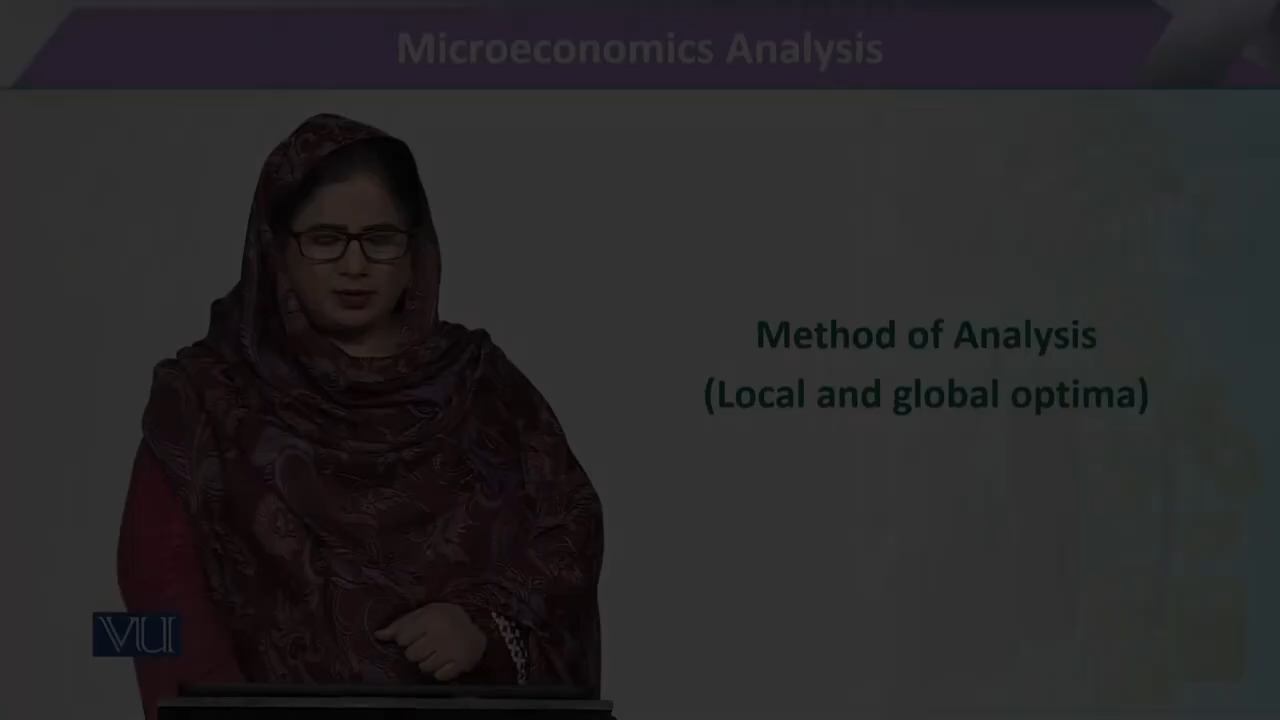 Microeconomics Analysis
Method of Analysis
(Local and global optima)
VU